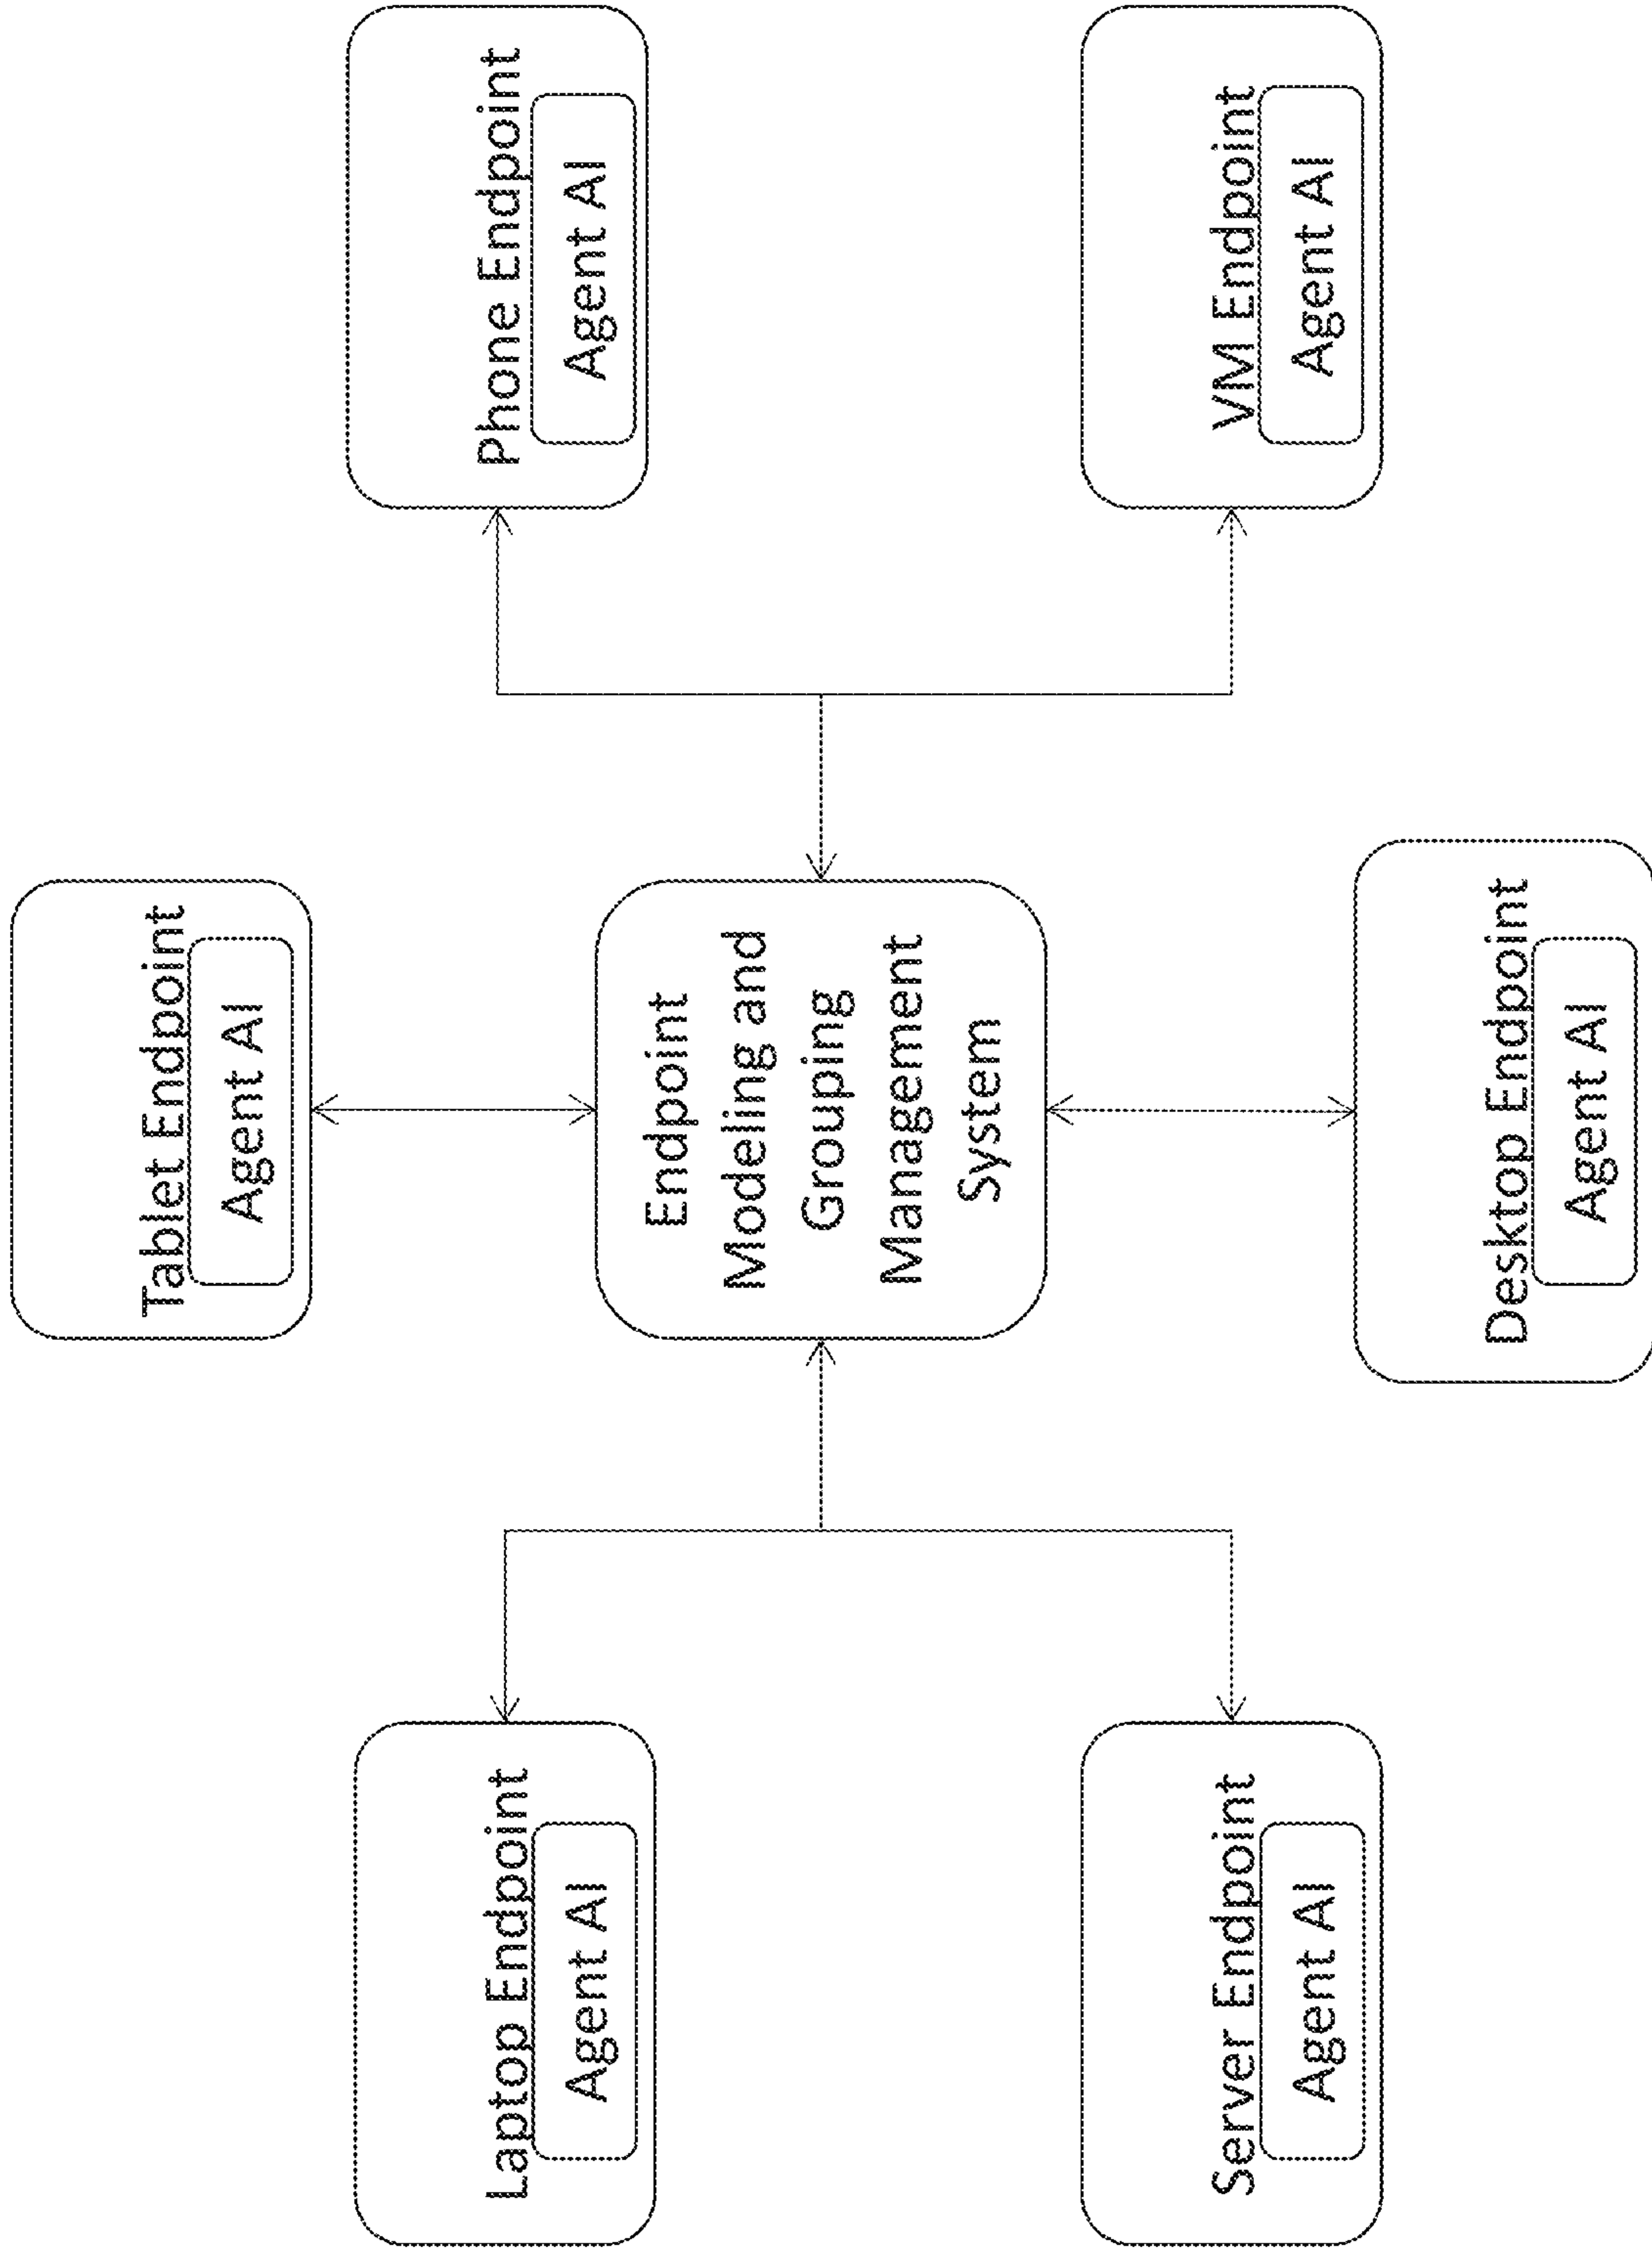 Tablet Endpoint
Agent AI
Laptop Endpoint
Agent AI
Phone Endpoint
Agent AI
Endpoint
Modeling and
Grouping
Management
System
Server Endpoint
Agent AI
VM Endpoint
Agent AI
Desktop Endpoint
Agent AI